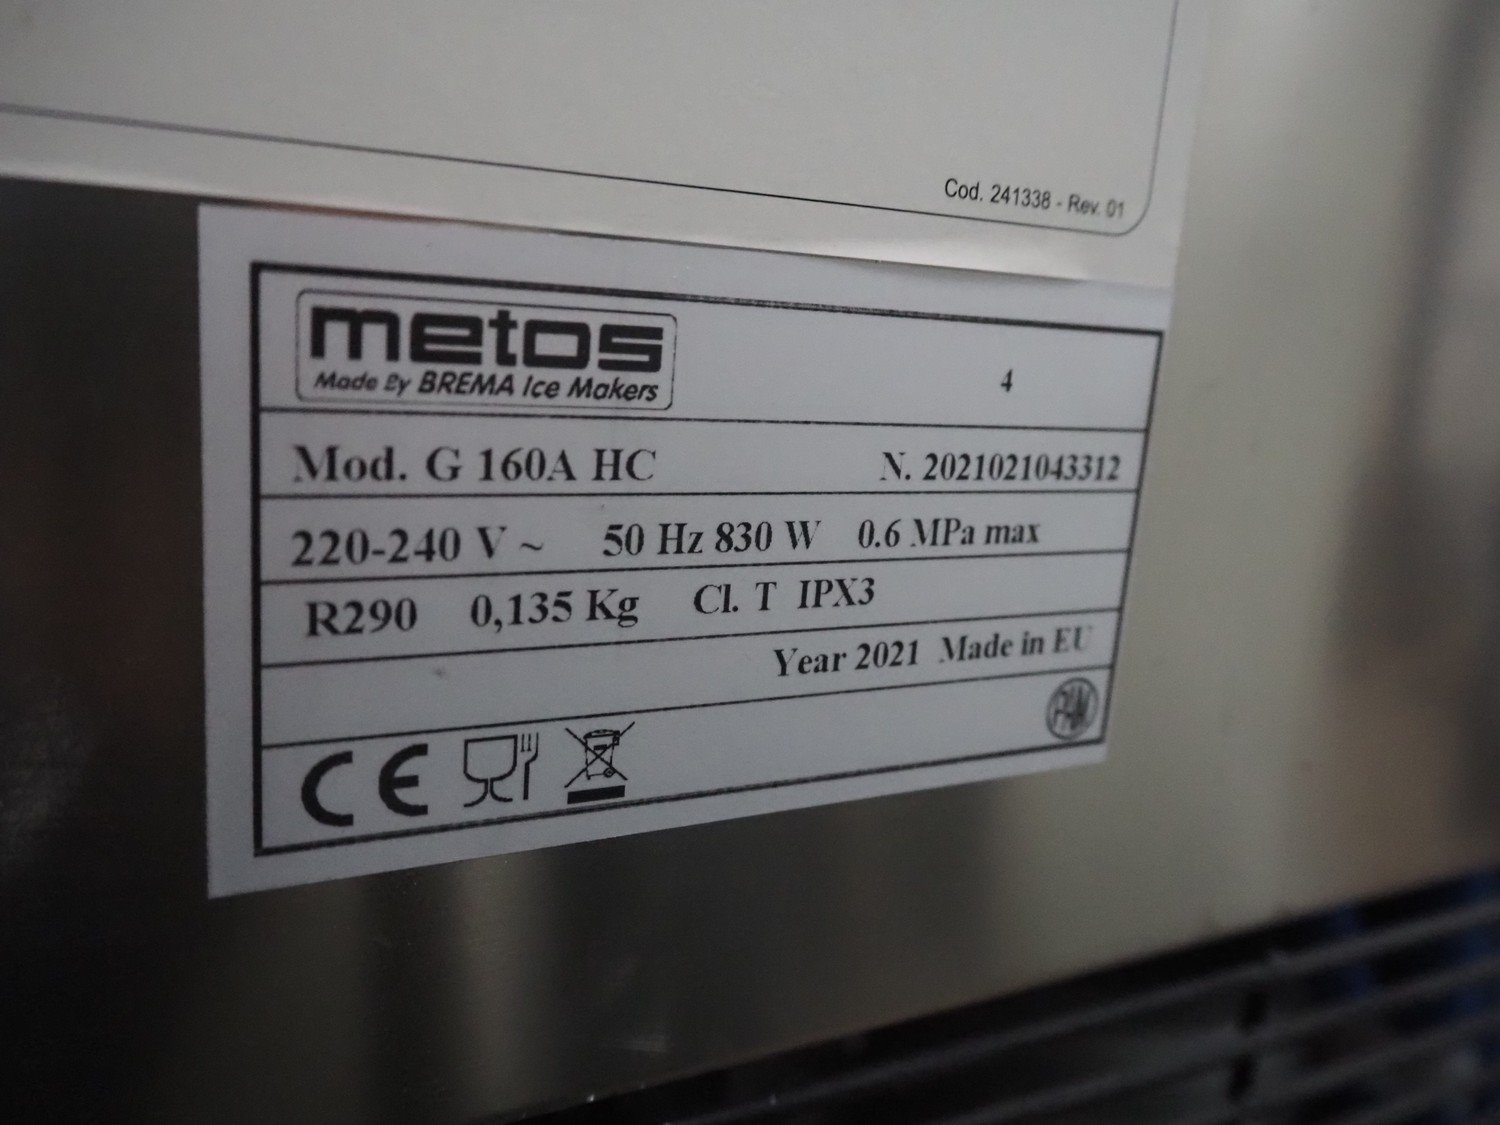 Cod. 241338 - Rev. 01
metos
Made By BREMA Ice Makers
4
Mod. G 160A HC N. 2021021043312
220-240 V ~ 50 Hz 830 W 0.6 MPa max
R290 0,135 Kg Cl. T IPX3
Year 2021 Made in EU
CE